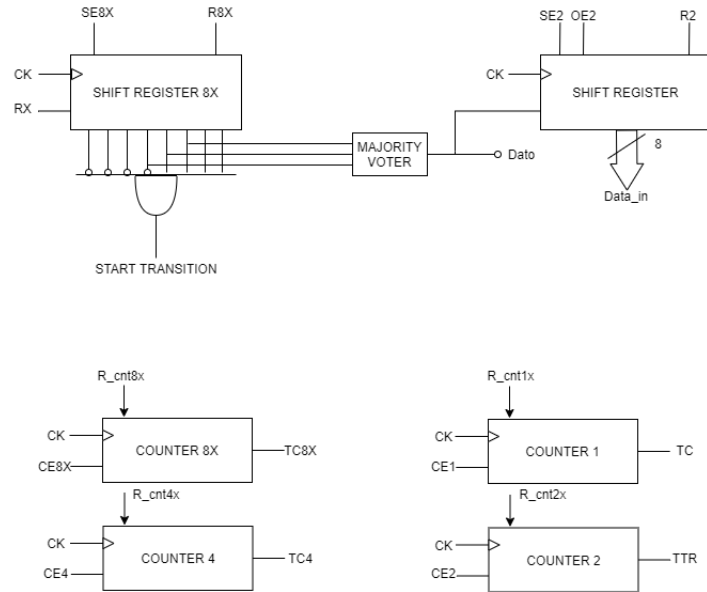 SE8X
R8X
SE2
OE2
R2
CK
SHIFT REGISTER 8X
CK
SHIFT REGISTER
RX
MAJORITY
VOTER
8
Dato
Data_in
START TRANSITION
R_cnt8x
R_cnt1x
CK
COUNTER 8X
TC8X
CE8X
CK
COUNTER 1
TC
CE1
R_cnt4x
R_cnt2x
CK
COUNTER 4
TC4
CE4
CK
COUNTER 2
TTR
CE2